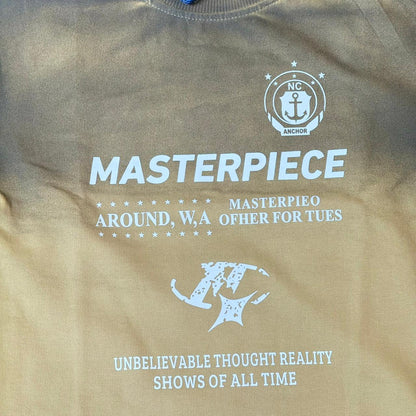 NC
ANCHOR
MASTERPIECE
AROUND, W,A
MASTERPIEO
OFHER FOR TUES
UNBELIEVABLE THOUGHT REALITY
SHOWS OF ALL TIME